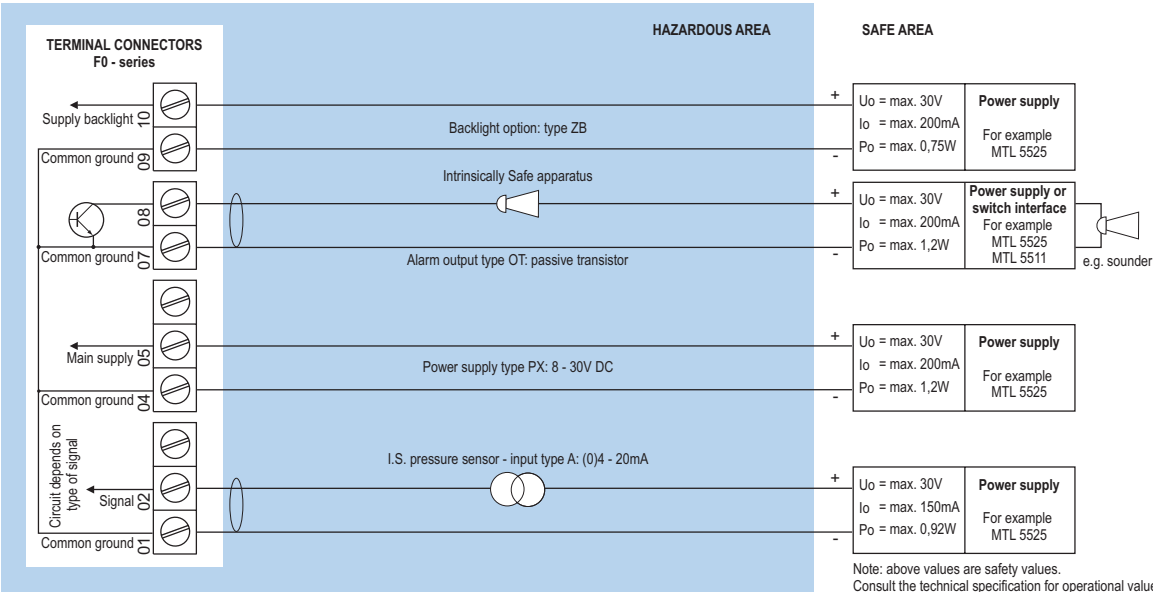 HAZARDOUS AREA
SAFE AREA
TERMINAL CONNECTORS
F0 - series
Supply backlight 10
Common ground 09
08
Common ground 07
Main supply 05
Common ground 04
Circuit depends on
type of signal
Signal 02
Common ground 01
Backlight option: type ZB
Intrinsically Safe apparatus
Alarm output type OT: passive transistor
Power supply type PX: 8 - 30V DC
I.S. pressure sensor - input type A: (0)4 - 20mA
+
-
Uo = max. 30V
Io = max. 200mA
Po = max. 0,75W
Power supply
For example
MTL 5525
+
-
Uo = max. 30V
Io = max. 200mA
Po = max. 1,2W
Power supply or
switch interface
For example
MTL 5525
MTL 5511
e.g. sounder
+
-
Uo = max. 30V
Io = max. 200mA
Po = max. 1,2W
Power supply
For example
MTL 5525
+
-
Uo = max. 30V
Io = max. 150mA
Po = max. 0,92W
Power supply
For example
MTL 5525
Note: above values are safety values.
Consult the technical specification for operational value